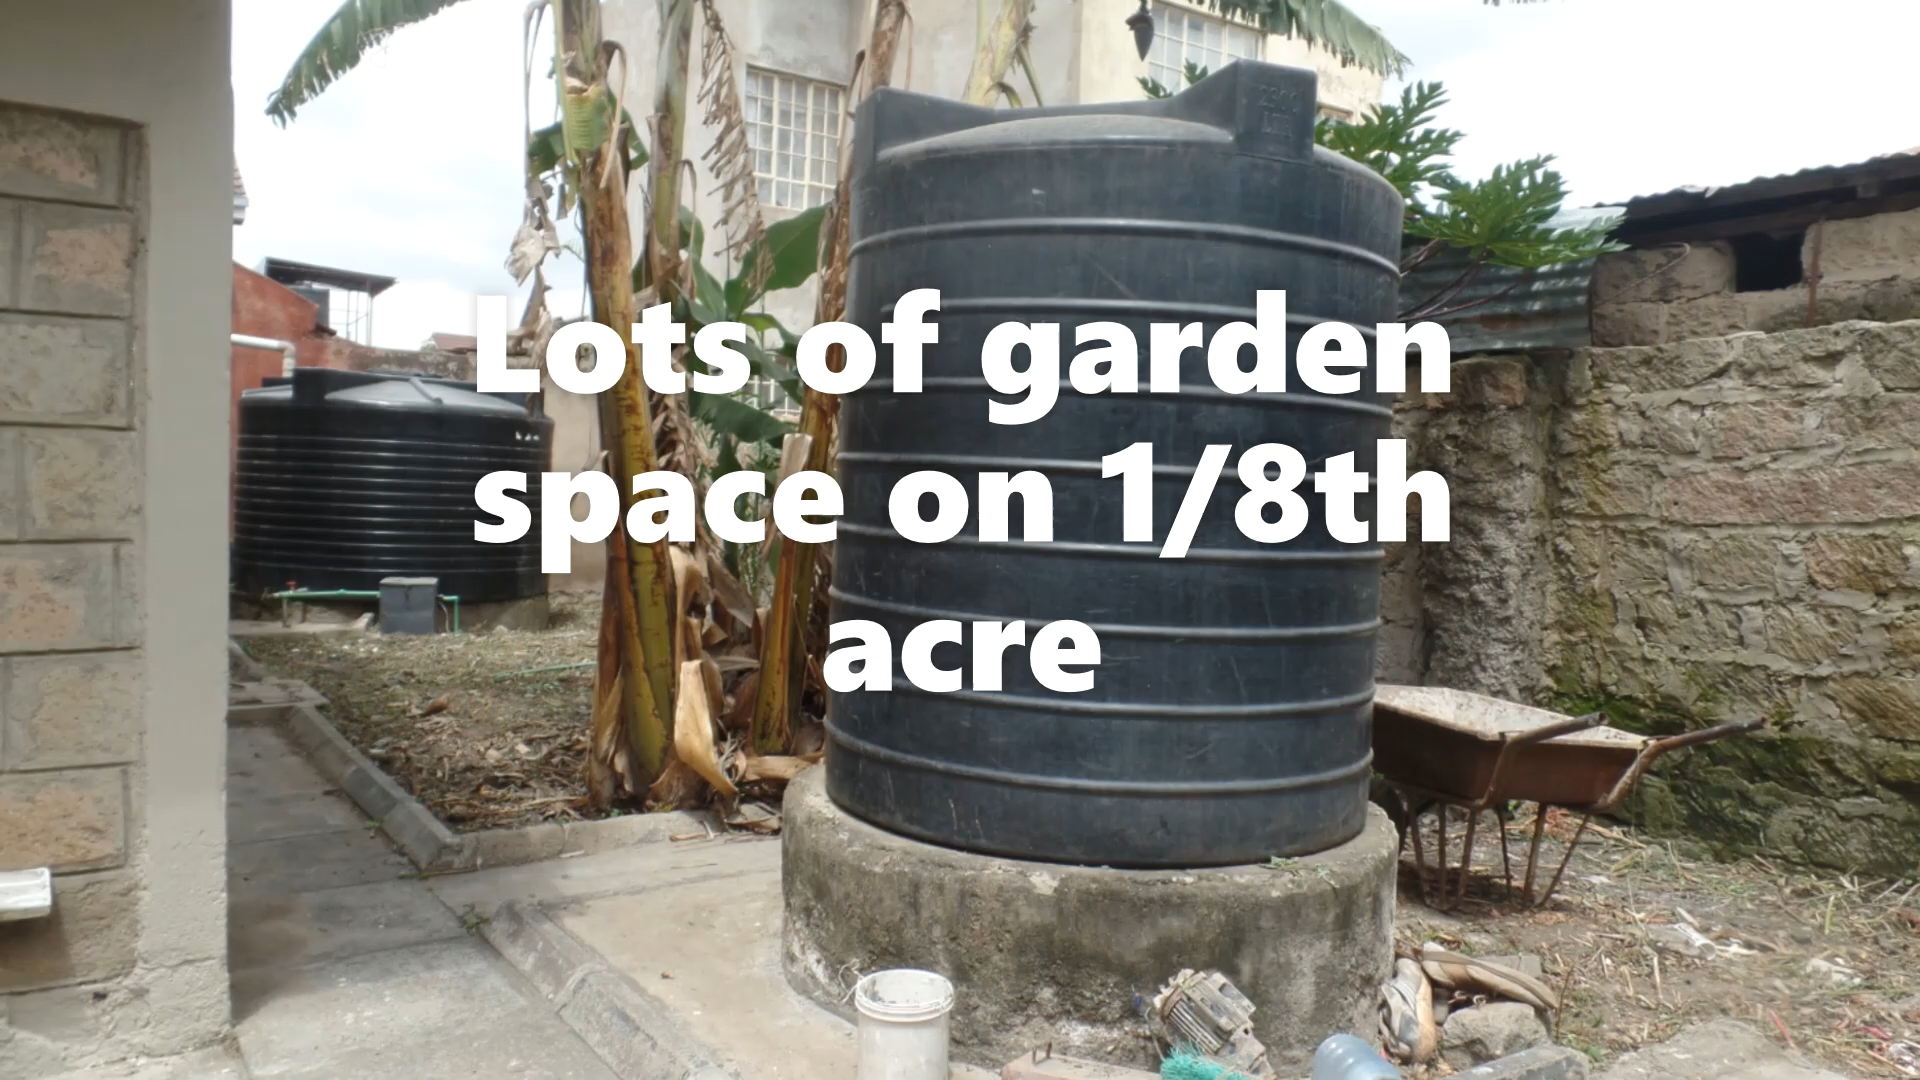 Lots of garden
space on 1/8th
acre